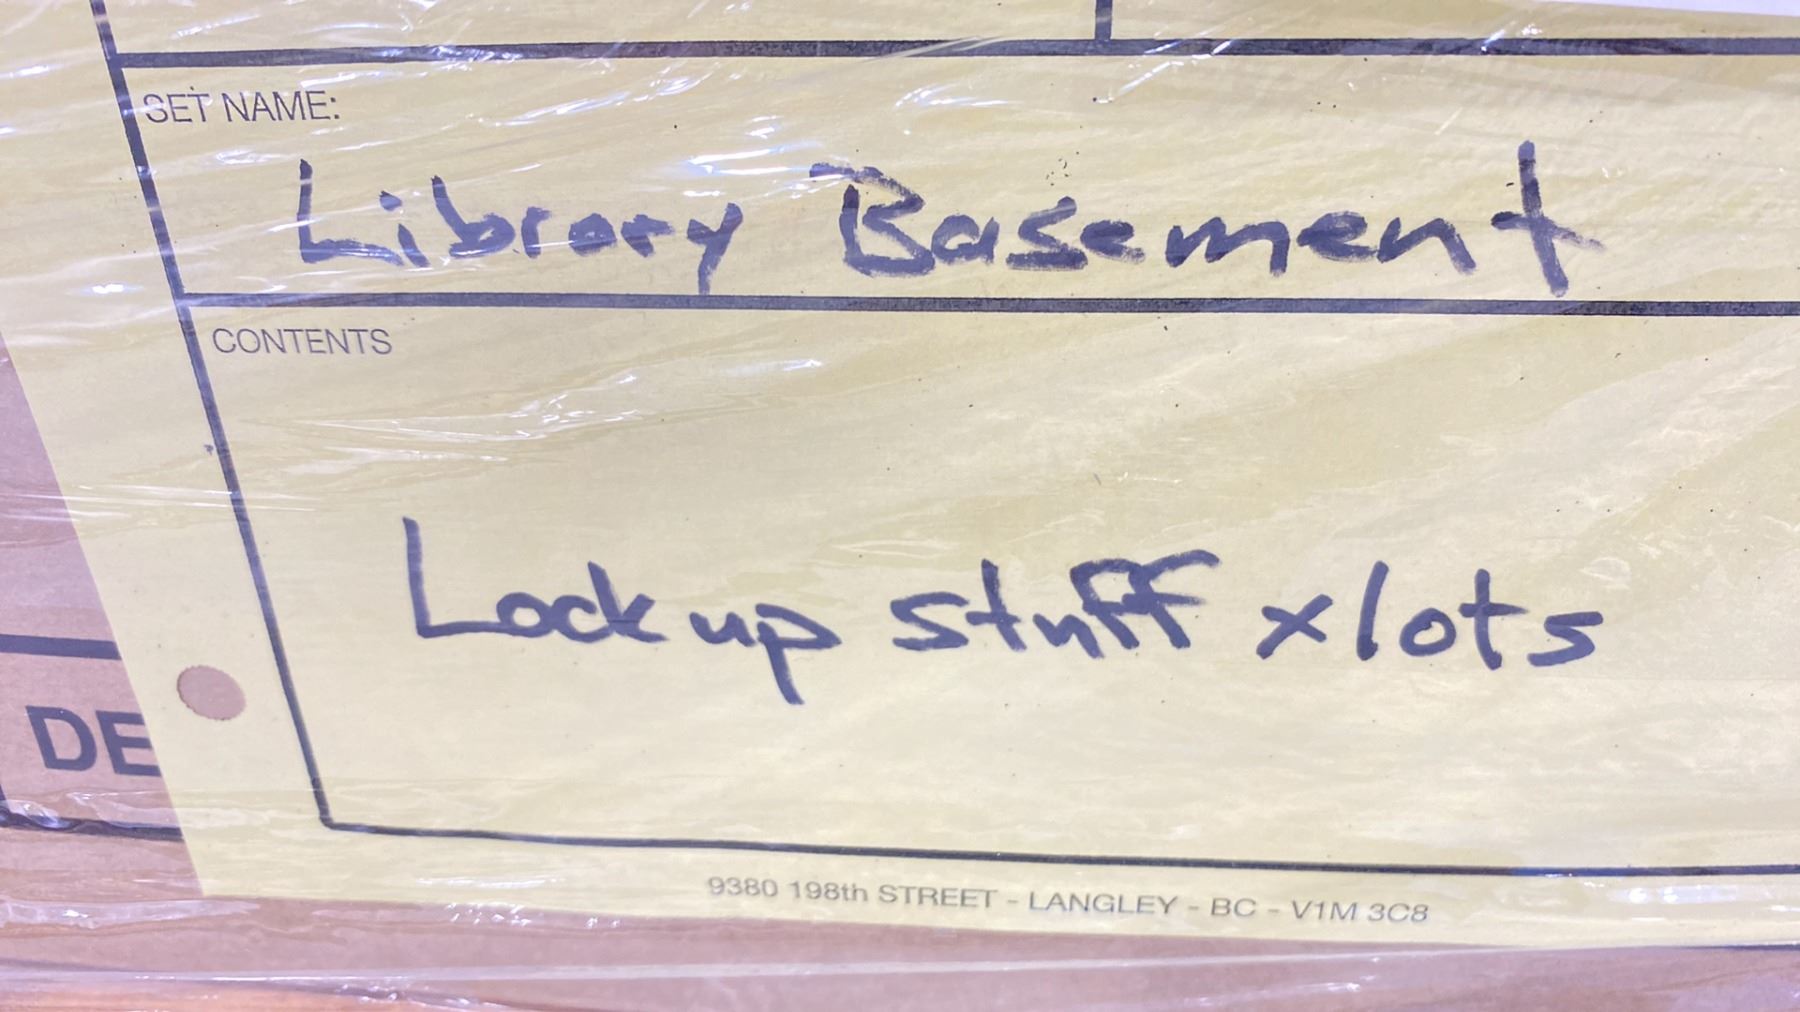 SET NAME:
Library Basement
CONTENTS
Lock up stuff x lots
DE
9380 198th STREET - LANGLEY - BC - V1M 3C8